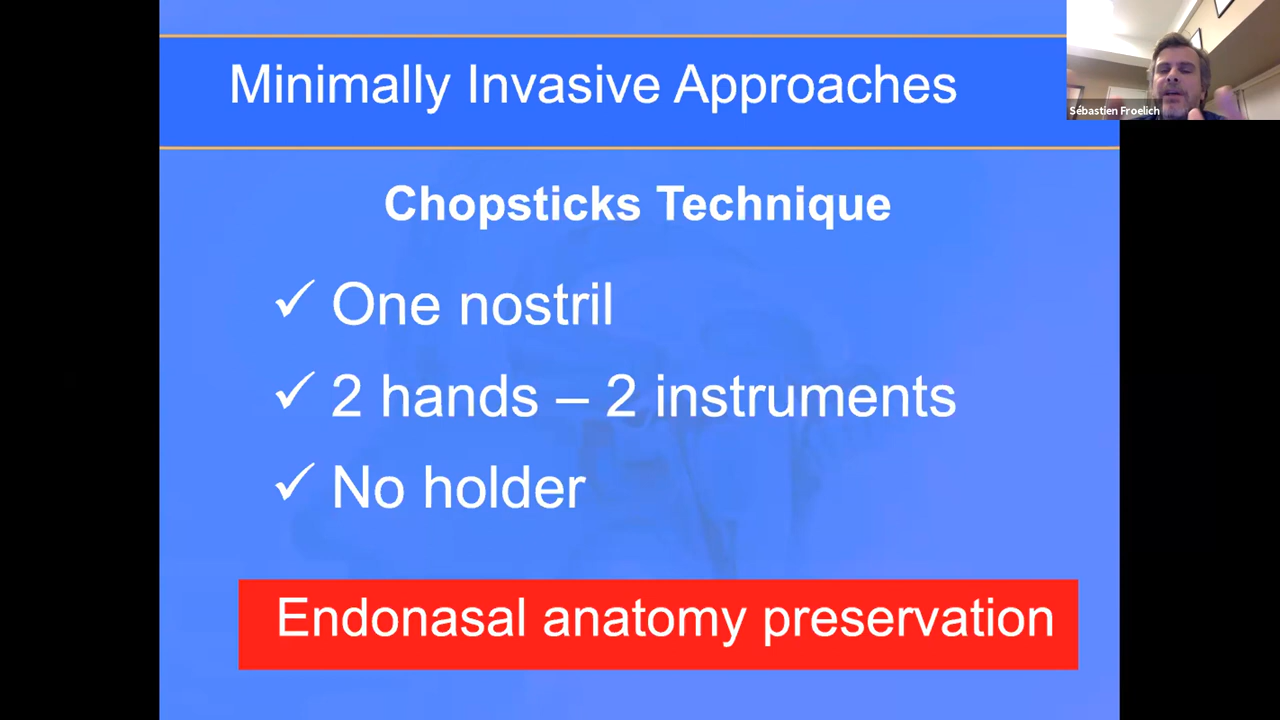 Minimally Invasive Approaches
Sébastien Froelich
Chopsticks Technique
✓ One nostril
✓ 2 hands – 2 instruments
✓ No holder
Endonasal anatomy preservation